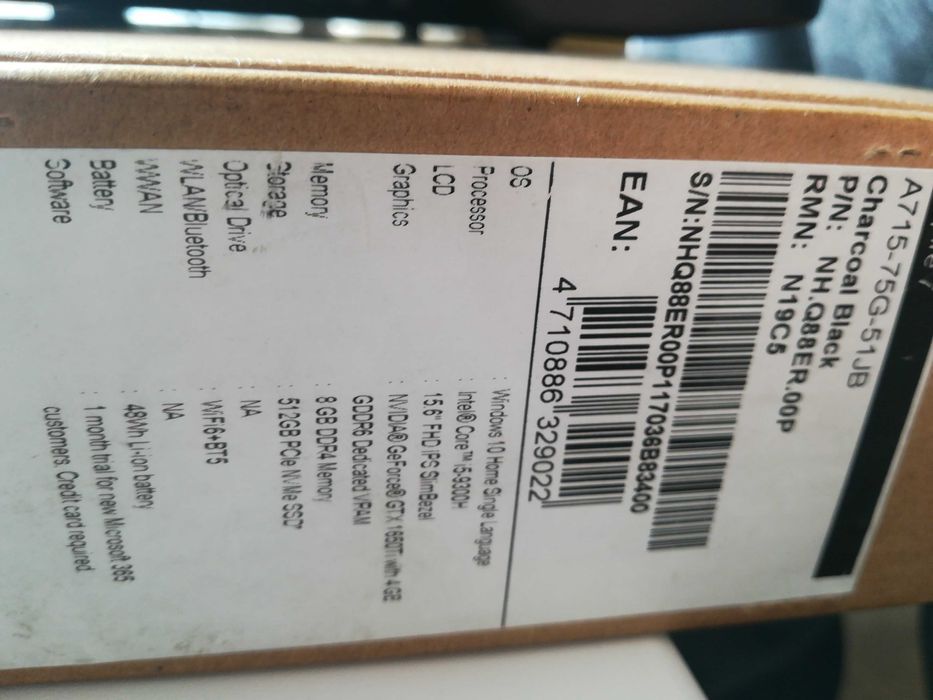 A715-75G-51JB
Charcoal Black
P/N: NH.Q88ER.00P
RMN: N19C5
S/N:NHQ88ER00P117036B83400
EAN:
4 710886 329022
OS : Windows 10 Home Single Language
Processor : Intel® Core™ i5-9300H
LCD : 15.6" FHD IPS SlimBezel
Graphics : NVIDIA® GeForce® GTX 1650Ti with 4 GB
GDDR6 Dedicated VRAM
Memory : 8 GB DDR4 Memory
Storage : 512GB PCIe NVMe SSD*
Optical Drive : NA
WLAN/Bluetooth : WiFi6+BT5
WWAN : NA
Battery : 48Wh Li-ion battery
Software : 1 month trial for new Microsoft 365
customers. Credit card required.